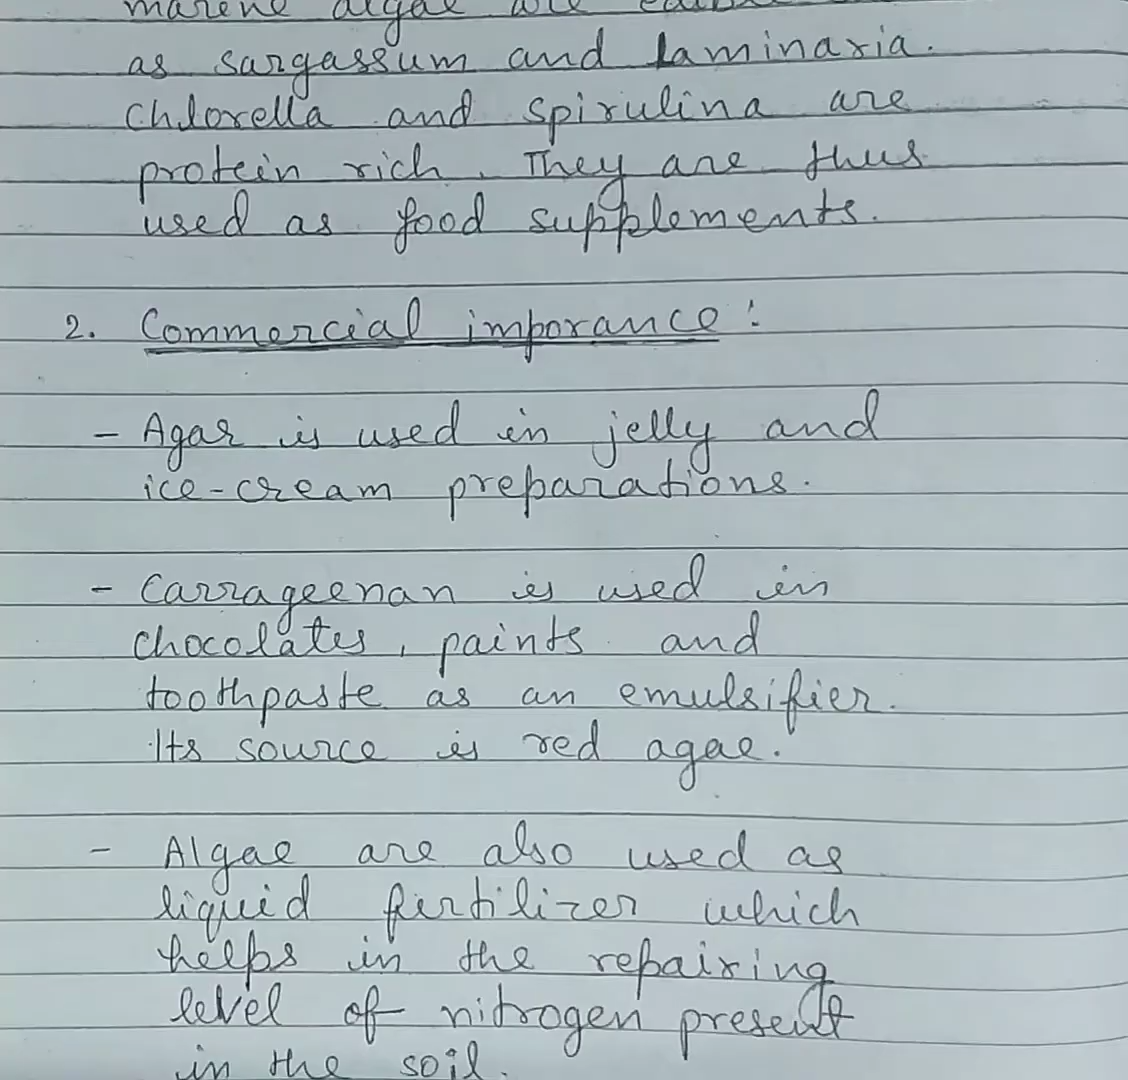 marine algae are
as sargassum and laminaria.
Chlorella and spirulina are
protein rich. They are thus
used as food supplements.
2. Commercial imporance :
- Agar is used in jelly and
ice-cream preparations.
- Carrageenan is used in
chocolates, paints and
toothpaste as an emulsifier.
Its source is red agae.
- Algae are also used as
liquid fertilizer which
helps in the repairing
level of nitrogen present
in the soil.